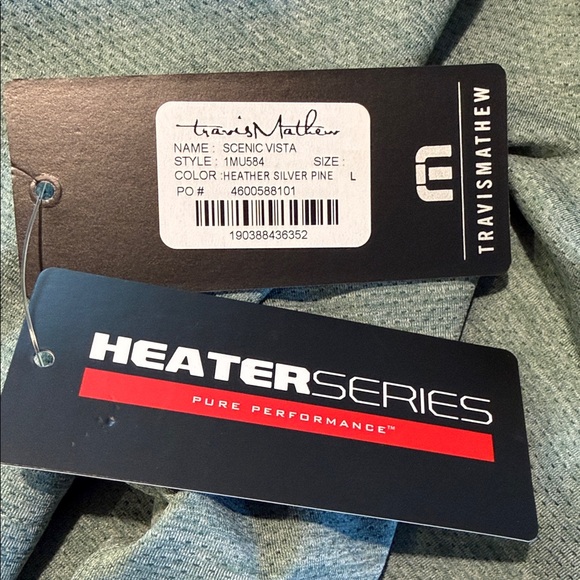 travisMathew
NAME : SCENIC VISTA
STYLE : 1MU584 SIZE :
COLOR : HEATHER SILVER PINE L
PO # 4600588101
190388436352
TRAVISMATHEW
HEATERSERIES
PURE PERFORMANCE™